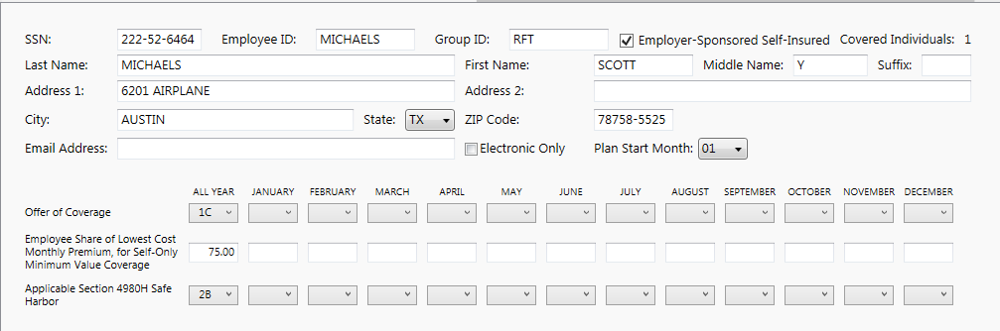 SSN: 222-52-6464 Employee ID: MICHAELS Group ID: RFT Employer-Sponsored Self-Insured Covered Individuals: 1
Last Name: MICHAELS First Name: SCOTT Middle Name: Y Suffix:
Address 1: 6201 AIRPLANE Address 2:
City: AUSTIN State: TX ZIP Code: 78758-5525
Email Address: Electronic Only Plan Start Month: 01
ALL YEAR JANUARY FEBRUARY MARCH APRIL MAY JUNE JULY AUGUST SEPTEMBER OCTOBER NOVEMBER DECEMBER
Offer of Coverage 1C
Employee Share of Lowest Cost
Monthly Premium, for Self-Only 75.00
Minimum Value Coverage
Applicable Section 4980H Safe 2B
Harbor